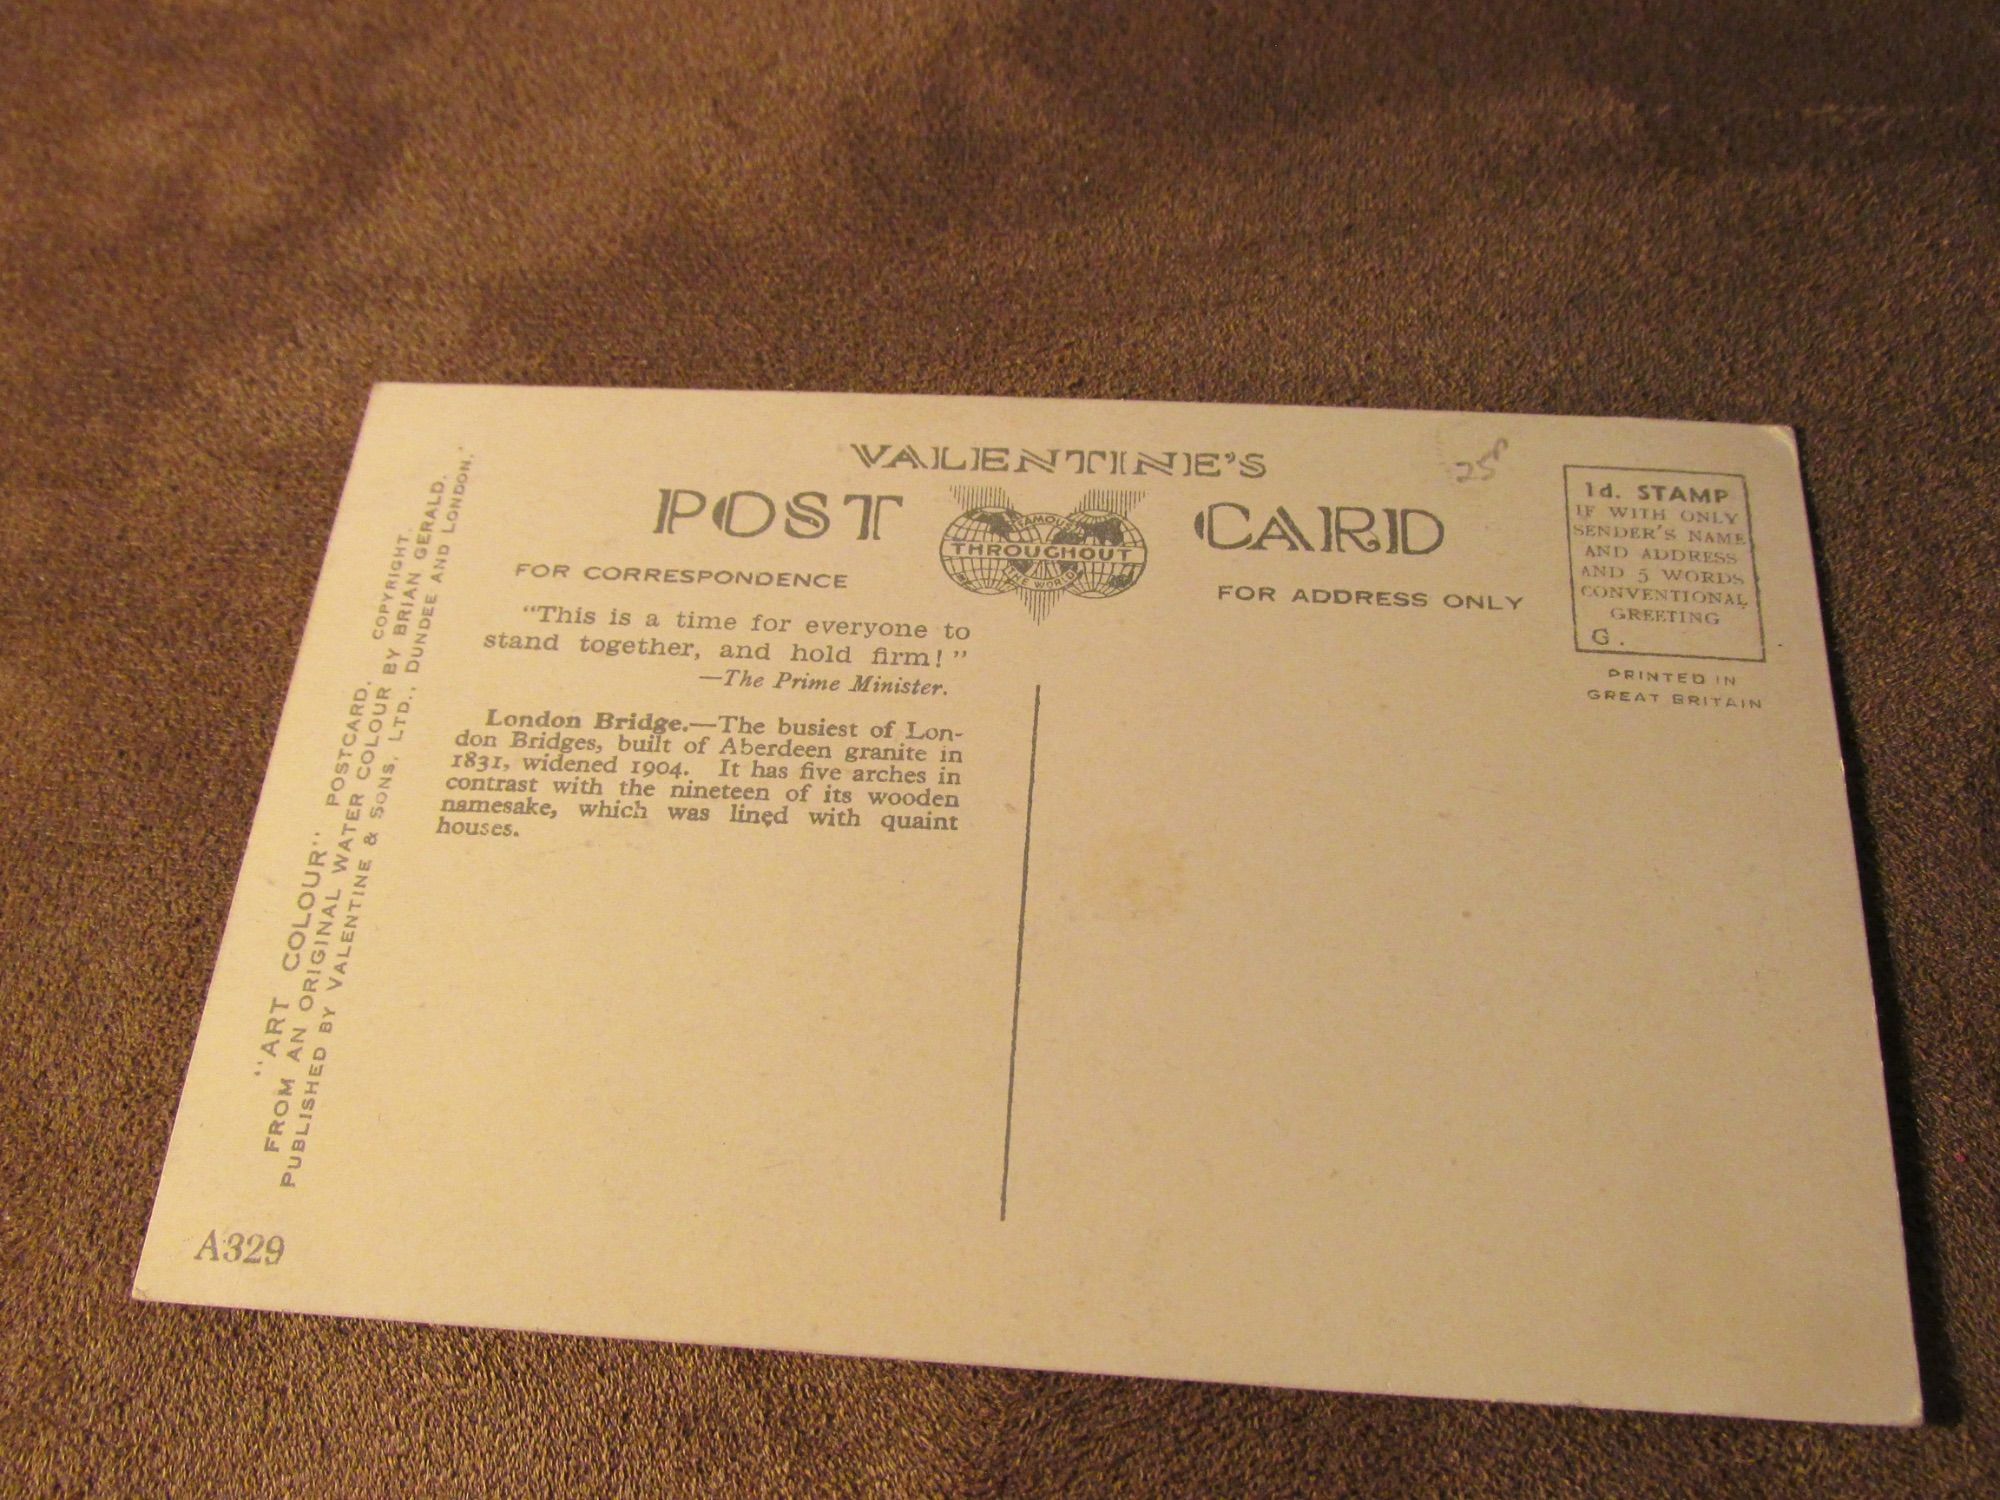 VALENTINE'S
POST CARD
FAMOUS
THROUGHOUT
THE WORLD
FOR CORRESPONDENCE
FOR ADDRESS ONLY
"This is a time for everyone to
stand together, and hold firm!"
—The Prime Minister.
London Bridge.—The busiest of Lon-
don Bridges, built of Aberdeen granite in
1831, widened 1904. It has five arches in
contrast with the nineteen of its wooden
namesake, which was lined with quaint
houses.
25
1d. STAMP
IF WITH ONLY
SENDER'S NAME
AND ADDRESS
AND 5 WORDS
CONVENTIONAL
GREETING
G.
PRINTED IN
GREAT BRITAIN
"ART COLOUR" POSTCARD.
FROM AN ORIGINAL WATER COLOUR BY COPYRIGHT.
PUBLISHED BY VALENTINE & SONS, LTD., DUNDEE AND LONDON.
BRIAN GERALD.
A329